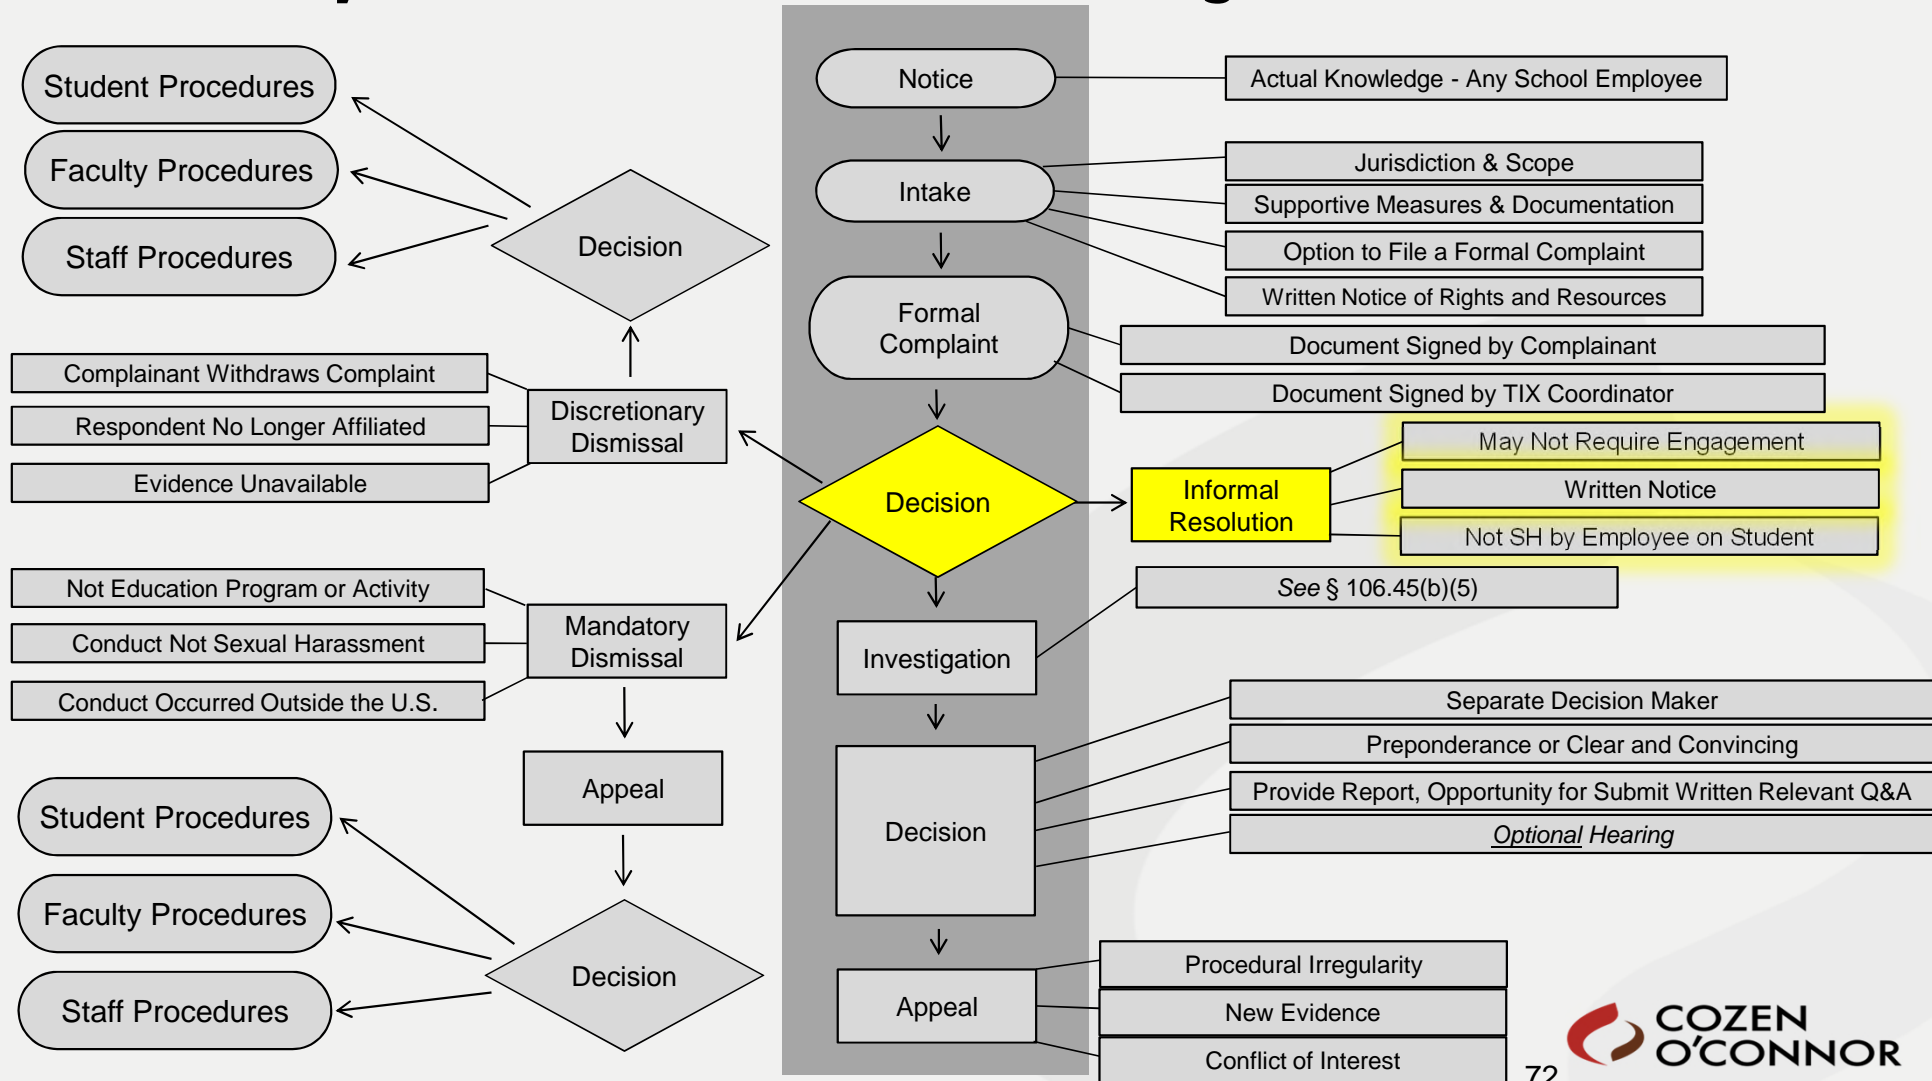 Student Procedures
Faculty Procedures
Staff Procedures
Decision
Complainant Withdraws Complaint
Respondent No Longer Affiliated
Evidence Unavailable
Discretionary
Dismissal
Not Education Program or Activity
Conduct Not Sexual Harassment
Conduct Occurred Outside the U.S.
Mandatory
Dismissal
Appeal
Student Procedures
Faculty Procedures
Staff Procedures
Decision
Notice
Actual Knowledge - Any School Employee
Intake
Jurisdiction & Scope
Supportive Measures & Documentation
Option to File a Formal Complaint
Written Notice of Rights and Resources
Formal
Complaint
Document Signed by Complainant
Document Signed by TIX Coordinator
Decision
Informal
Resolution
May Not Require Engagement
Written Notice
Not SH by Employee on Student
See § 106.45(b)(5)
Investigation
Decision
Separate Decision Maker
Preponderance or Clear and Convincing
Provide Report, Opportunity for Submit Written Relevant Q&A
Optional Hearing
Appeal
Procedural Irregularity
New Evidence
Conflict of Interest
72
COZEN
O'CONNOR